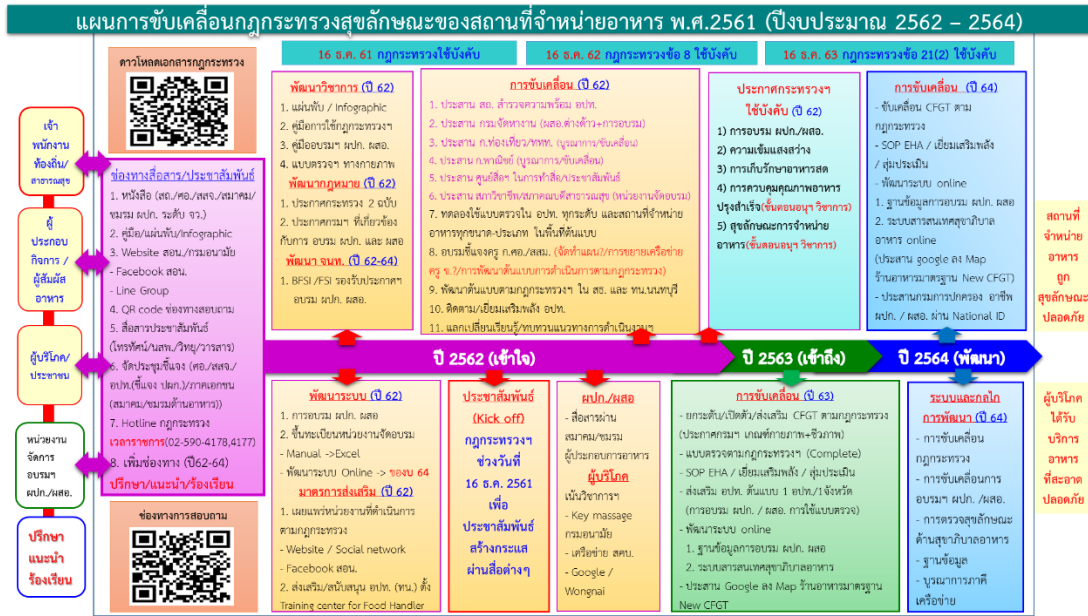 แผนการขับเคลื่อนกฎกระทรวงสุขลักษณะของสถานที่จำหน่ายอาหาร พ.ศ.2561 (ปีงบประมาณ 2562 – 2564)
16 ธ.ค. 61 กฎกระทรวงใช้บังคับ
16 ธ.ค. 62 กฎกระทรวงข้อ 8 ใช้บังคับ
16 ธ.ค. 63 กฎกระทรวงข้อ 21(2) ใช้บังคับ
ดาวโหลดเอกสารกฎกระทรวง
เจ้า
พนักงาน
ท้องถิ่น/
สาธารณสุข
ผู้
ประกอบ
กิจการ /
ผู้สัมผัส
อาหาร
ผู้บริโภค/
ประชาชน
หน่วยงาน
จัดการ
อบรมฯ
ผปก./ผสอ.
ปรึกษา
แนะนำ
ร้องเรียน
ช่องทางสื่อสาร/ประชาสัมพันธ์
1. หนังสือ (สถ./ศอ./สสจ./สมาคม/
ชมรม ผปก. ระดับ จว.)
2. คู่มือ/แผ่นพับ/Infographic
3. Website สอน./กรมอนามัย
- Facebook สอน.
- Line Group
4. QR code ช่องทางสอบถาม
5. สื่อสารประชาสัมพันธ์
(โทรทัศน์/นสพ./วิทยุ/วารสาร)
6. จัดประชุมชี้แจง (ศอ./สสจ./
อปท.(ชี้แจง ปผก.)/ภาคเอกชน
(สมาคม/ชมรมด้านอาหาร))
7. Hotline กฎกระทรวง
เวลาราชการ(02-590-4178,4177)
8. เพิ่มช่องทาง (ปี62-64)
ปรึกษา/แนะนำ/ร้องเรียน
ช่องทางการสอบถาม
พัฒนาวิชาการ (ปี 62)
1. แผ่นพับ / Infographic
2. คู่มือการใช้กฎกระทรวงฯ
3. คู่มืออบรมฯ ผปก. ผสอ.
4. แบบตรวจฯ ทางกายภาพ
พัฒนากฎหมาย (ปี 62)
1. ประกาศกระทรวง 2 ฉบับ
2. ประกาศกรมฯ ที่เกี่ยวข้อง
กับการ อบรม ผปก. และ ผสอ
พัฒนา จนท. (ปี 62-64)
1. BFSI /FSI รองรับประกาศฯ
อบรม ผปก. ผสอ.
การขับเคลื่อน (ปี 62)
1. ประสาน สถ. สำรวจความพร้อม อปท.
2. ประสาน กรมจัดหางาน (ผสอ.ต่างด้าว+การอบรม)
3. ประสาน ก.ท่องเที่ยว/ททท. (บูรณาการ/ขับเคลื่อน)
4. ประสาน ก.พาณิชย์ (บูรณาการ/ขับเคลื่อน)
5. ประสาน ศูนย์สื่อฯ ในการทำสื่อ/ประชาสัมพันธ์
6. ประสาน สภาวิชาชีพ/สภาคณบดีสาธารณสุข (หน่วยงานจัดอบรม)
7. ทดลองใช้แบบตรวจใน อปท. ทุกระดับ และสถานที่จำหน่าย
อาหารทุกขนาด-ประเภท ในพื้นที่ต้นแบบ
8. อบรมชี้แจงครู ก.ศอ./สสม. (จัดทำแผน?/การขยายเครือข่าย
ครู ข.?/การพัฒนาต้นแบบการดำเนินการตามกฎกระทรวง)
9. พัฒนาต้นแบบตามกฎกระทรวงฯ ใน สธ. และ ทน.นนทบุรี
10. ติดตาม/เยี่ยมเสริมพลัง อปท.
11. แลกเปลี่ยนเรียนรู้/ทบทวนแนวทางการดำเนินงานฯ
ประกาศกระทรวงฯ
ใช้บังคับ (ปี 62)
1) การอบรม ผปก./ผสอ.
2) ความเข้มแสงสว่าง
3) การเก็บรักษาอาหารสด
4) การควบคุมคุณภาพอาหาร
ปรุงสำเร็จ(ขั้นตอนอนุฯ วิชาการ)
5) สุขลักษณะการจำหน่าย
อาหาร(ขั้นตอนอนุฯ วิชาการ)
การขับเคลื่อน (ปี 64)
- ขับเคลื่อน CFGT ตาม
กฎกระทรวง
- SOP EHA / เยี่ยมเสริมพลัง
/ สุ่มประเมิน
- พัฒนาระบบ online
1. ฐานข้อมูลการอบรม ผปก. ผสอ
2. ระบบสารสนเทศสุขาภิบาล
อาหาร online
(ประสาน google ลง Map
ร้านอาหารมาตรฐาน New CFGT)
- ประสานกรมการปกครอง อาชีพ
ผปก. / ผสอ. ผ่าน National ID
สถานที่
จำหน่าย
อาหาร
ถูก
สุขลักษณะ
ปลอดภัย
ปี 2562 (เข้าใจ)
ปี 2563 (เข้าถึง)
ปี 2564 (พัฒนา)
พัฒนาระบบ (ปี 62)
1. การอบรม ผปก. ผสอ
2. ขึ้นทะเบียนหน่วยงานจัดอบรม
- Manual ->Excel
- พัฒนาระบบ Online -> ของบ 64
มาตรการส่งเสริม (ปี 62)
1. เผยแพร่หน่วยงานที่ดำเนินการ
ตามกฎกระทรวง
- Website / Social network
- Facebook สอน.
2. ส่งเสริม/สนับสนุน อปท. (ทน.) ตั้ง
Training center for Food Handler
ประชาสัมพันธ์
(Kick off)
กฎกระทรวงฯ
ช่วงวันที่
16 ธ.ค. 2561
เพื่อ
ประชาสัมพันธ์
สร้างกระแส
ผ่านสื่อต่างๆ
ผปก./ผสอ
- สื่อสารผ่าน
สมาคม/ชมรม
ผู้ประกอบการอาหาร
ผู้บริโภค
เน้นวิชาการฯ
- Key massage
กรมอนามัย
- เครือข่าย สคบ.
- Google /
Wongnai
การขับเคลื่อน (ปี 63)
- ยกระดับ/เปิดตัว/ส่งเสริม CFGT ตามกฎกระทรวง
(ประกาศกรมฯ เกณฑ์กายภาพ+ชีวภาพ)
- แบบตรวจตามกฎกระทรวงฯ (Complete)
- SOP EHA / เยี่ยมเสริมพลัง / สุ่มประเมิน
- ส่งเสริม อปท. ต้นแบบ 1 อปท./1จังหวัด
(การอบรม ผปก. / ผสอ. การใช้แบบตรวจ)
- พัฒนาระบบ online
1. ฐานข้อมูลการอบรม ผปก. ผสอ
2. ระบบสารสนเทศสุขาภิบาลอาหาร
- ประสาน Google ลง Map ร้านอาหารมาตรฐาน
New CFGT
ระบบและกลไก
การพัฒนา (ปี 64)
- การขับเคลื่อน
กฎกระทรวง
- การขับเคลื่อนการ
อบรมฯ ผปก. /ผสอ.
- การตรวจสุขลักษณะ
ด้านสุขาภิบาลอาหาร
- ฐานข้อมูล
- บูรณาการภาคี
เครือข่าย
ผู้บริโภค
ได้รับ
บริการ
อาหาร
ที่สะอาด
ปลอดภัย